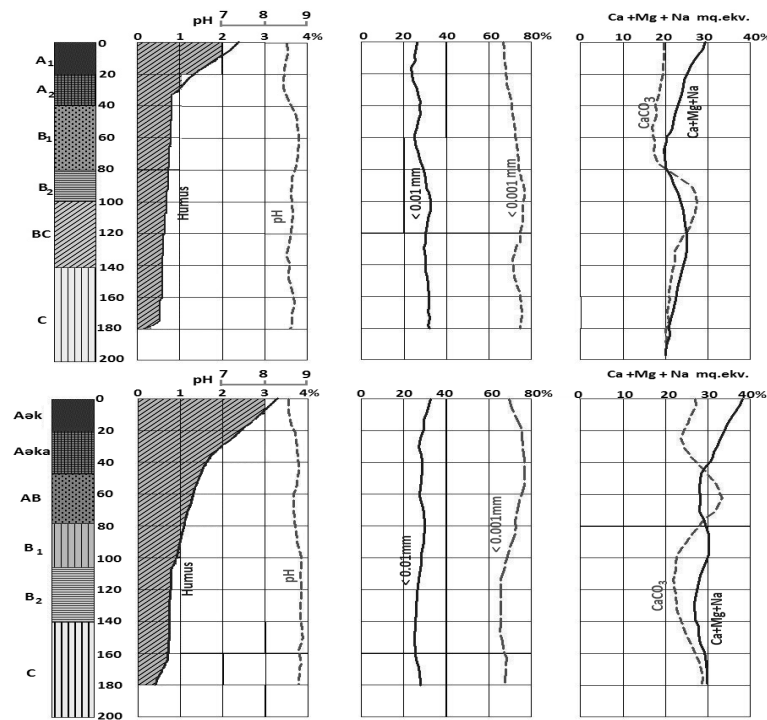 pH
7 8 9
0 1 2 3 4%
Humus
pH
A1
A2
B1
B2
BC
C
0
20
40
60
80
100
120
140
160
180
200
0 20 40 60 80%
< 0.01 mm
< 0.001 mm
Ca +Mg + Na mq.ekv.
0 10 20 30 40
CaCO3
Ca+Mg+Na
pH
7 8 9
0 1 2 3 4%
Humus
pH
Aək
Aəka
AB
B1
B2
C
0
20
40
60
80
100
120
140
160
180
200
0 20 40 60 80%
< 0.01mm
< 0.001 mm
Ca +Mg + Na mq.ekv.
0 10 20 30 40
CaCO3
Ca+Mg+Na